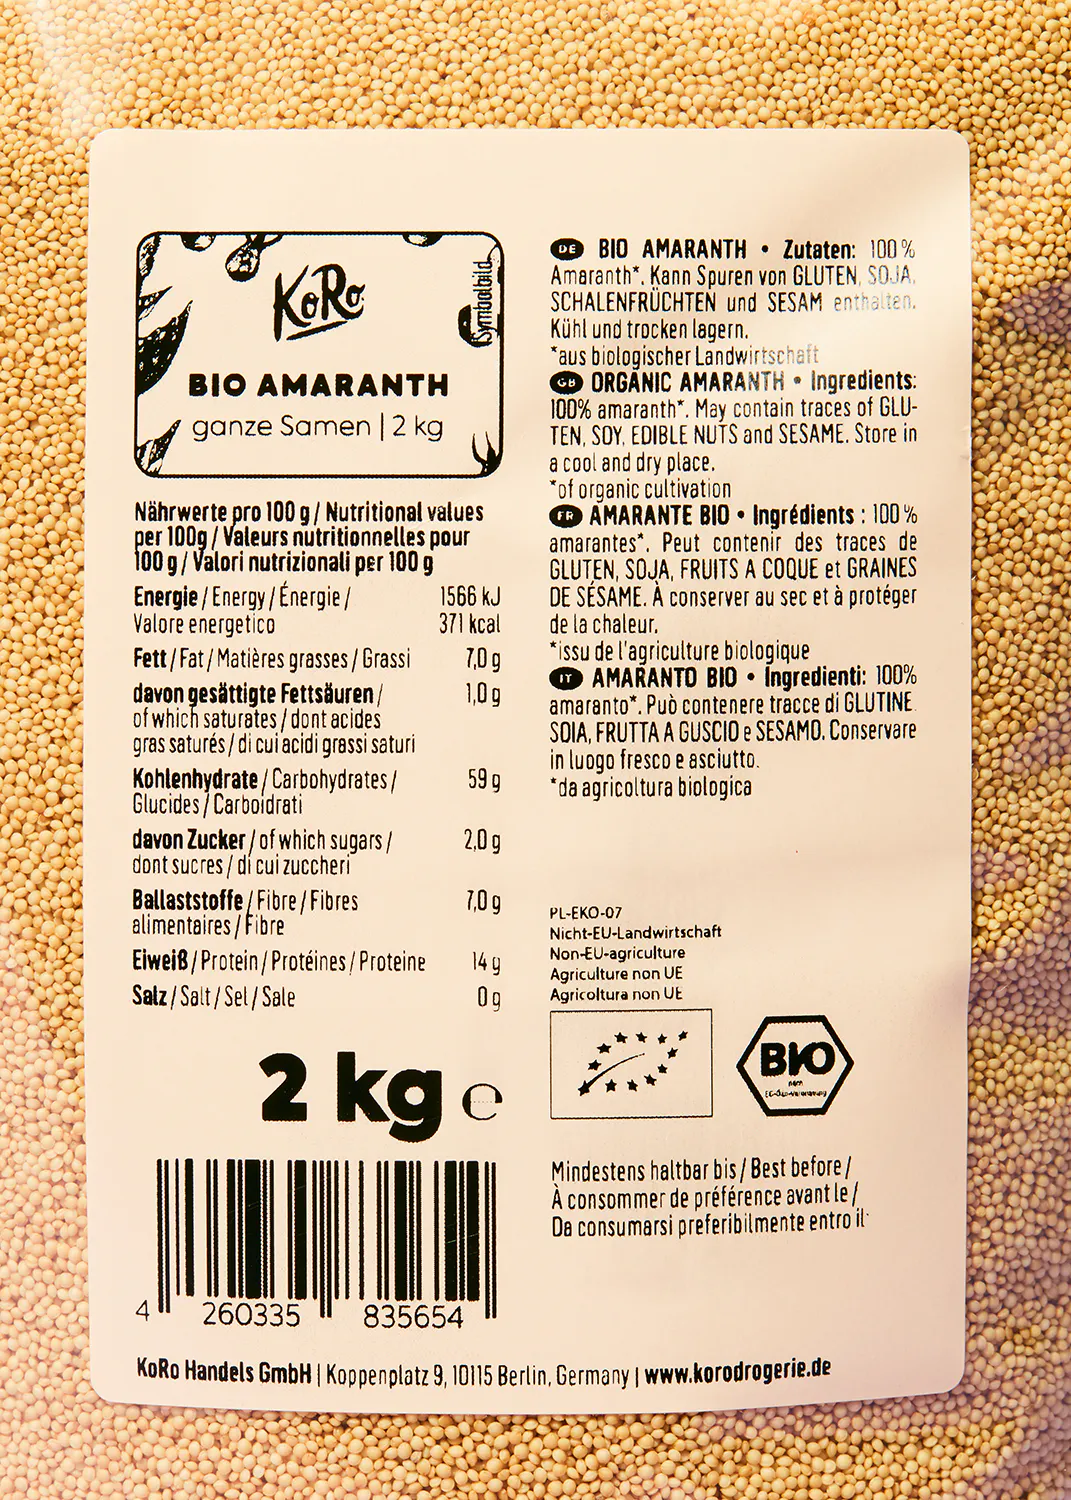 KoRo
Symbolbild
BIO AMARANTH
ganze Samen | 2 kg
Nährwerte pro 100 g / Nutritional values
per 100g / Valeurs nutritionnelles pour
100 g / Valori nutrizionali per 100 g
Energie / Energy / Énergie / 1566 kJ
Valore energetico 371 kcal
Fett / Fat / Matières grasses / Grassi 7,0 g
davon gesättigte Fettsäuren / 1,0 g
of which saturates / dont acides
gras saturés / di cui acidi grassi saturi
Kohlenhydrate / Carbohydrates / 59 g
Glucides / Carboidrati
davon Zucker / of which sugars / 2,0 g
dont sucres / di cui zuccheri
Ballaststoffe / Fibre / Fibres 7,0 g
alimentaires / Fibre
Eiweiß / Protein / Protéines / Proteine 14 g
Salz / Salt / Sel / Sale 0 g
2 kg e
4 260335 835654
DE BIO AMARANTH • Zutaten: 100 %
Amaranth*. Kann Spuren von GLUTEN, SOJA,
SCHALENFRÜCHTEN und SESAM enthalten.
Kühl und trocken lagern.
*aus biologischer Landwirtschaft
GB ORGANIC AMARANTH • Ingredients:
100% amaranth*. May contain traces of GLU-
TEN, SOY, EDIBLE NUTS and SESAME. Store in
a cool and dry place.
*of organic cultivation
FR AMARANTE BIO • Ingrédients : 100 %
amarantes*. Peut contenir des traces de
GLUTEN, SOJA, FRUITS A COQUE et GRAINES
DE SÉSAME. À conserver au sec et à protéger
de la chaleur.
*issu de l'agriculture biologique
IT AMARANTO BIO • Ingredienti: 100%
amaranto*. Può contenere tracce di GLUTINE
SOIA, FRUTTA A GUSCIO e SESAMO. Conservare
in luogo fresco e asciutto.
*da agricoltura biologica
PL-EKO-07
Nicht-EU-Landwirtschaft
Non-EU-agriculture
Agriculture non UE
Agricoltura non UE
BIO
nach
EG-Öko-Verordnung
Mindestens haltbar bis / Best before /
À consommer de préférence avant le /
Da consumarsi preferibilmente entro il:
KoRo Handels GmbH | Koppenplatz 9, 10115 Berlin, Germany | www.korodrogerie.de